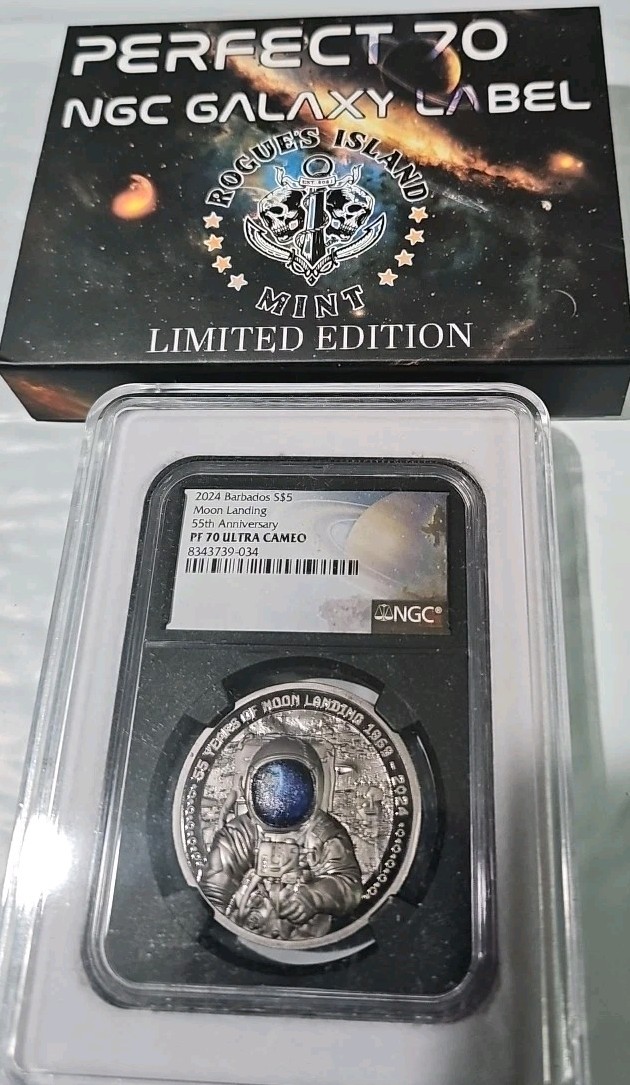 PERFECT 70
NGC GALAXY LABEL
ROGUE'S ISLAND
MINT
LIMITED EDITION
2024 Barbados S$5
Moon Landing
55th Anniversary
PF 70 ULTRA CAMEO
8343739-034
NGC®
55 YEARS OF MOON LANDING 1969 - 2024